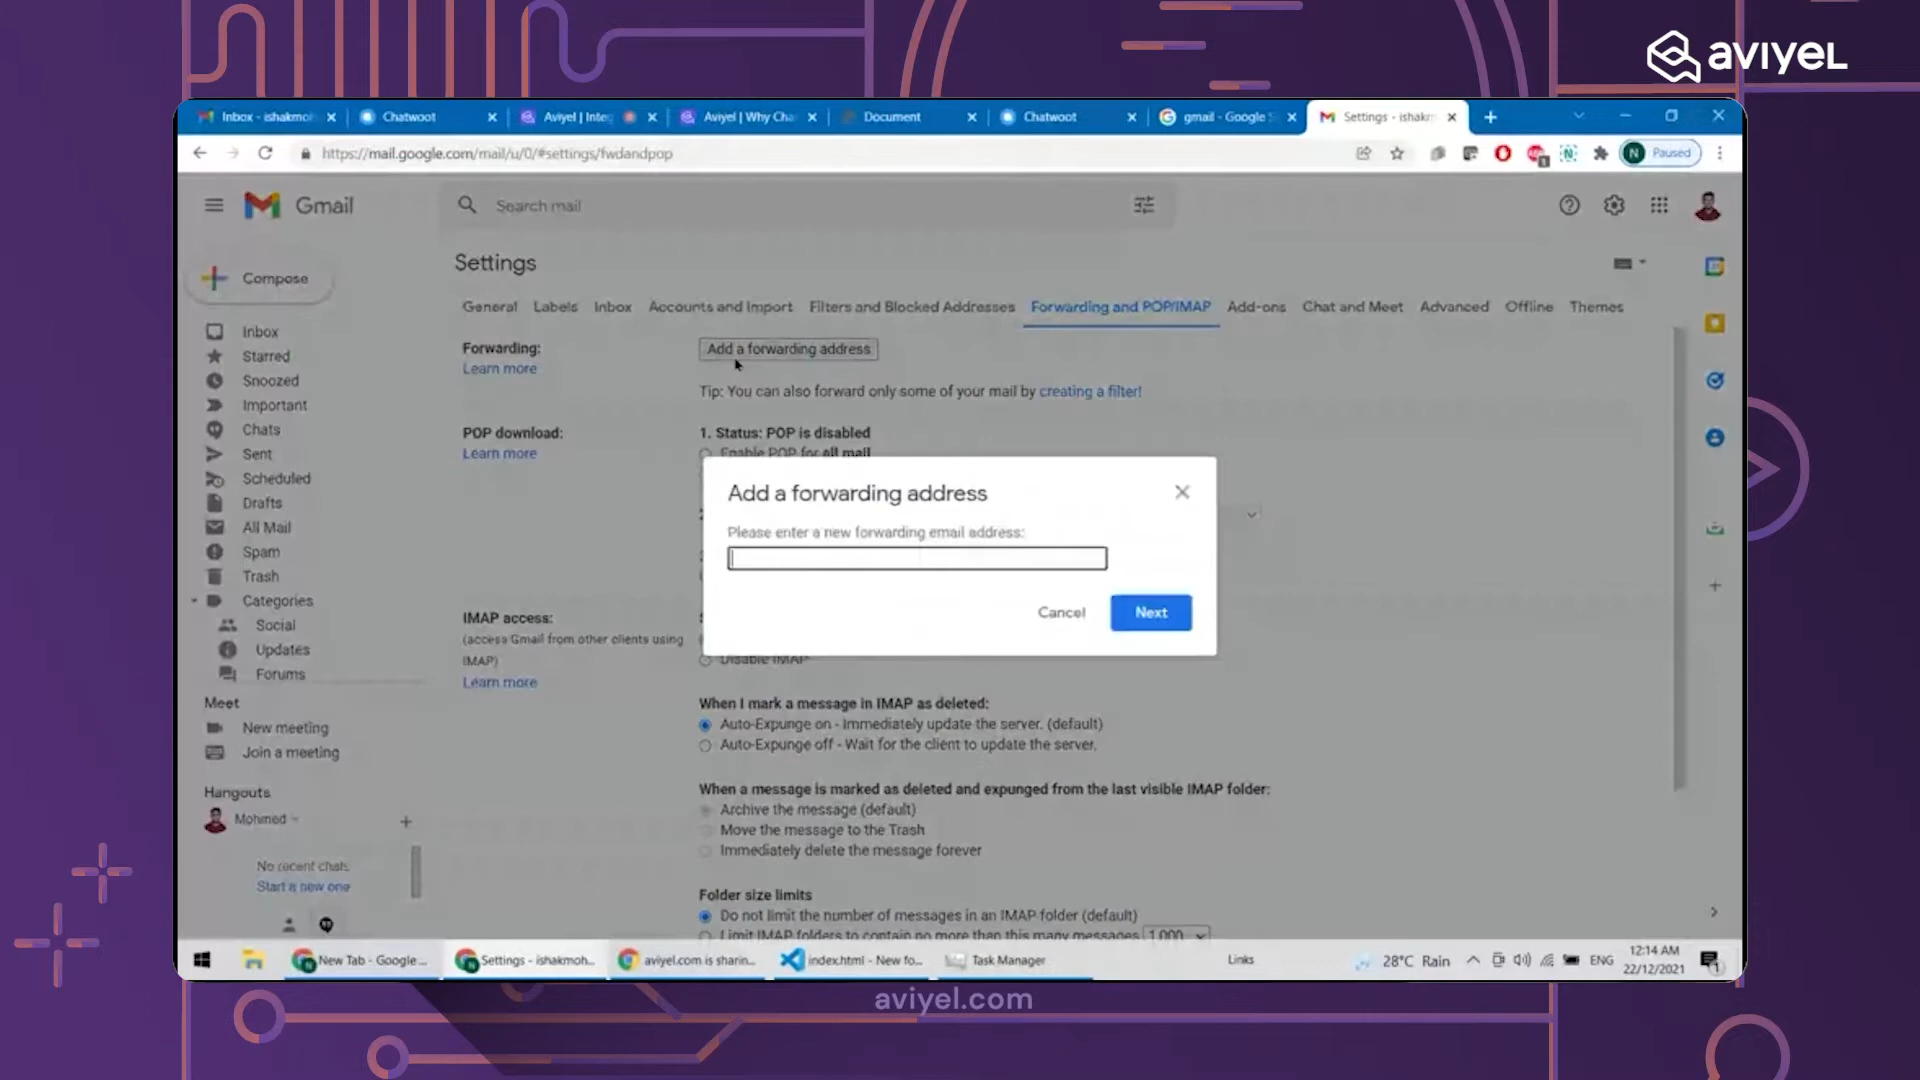 aviyel
Inbox - ishakmoh
Chatwoot
Aviyel | Inte
Aviyel | Why Cha
Document
Chatwoot
gmail - Google S
Settings - ishakm
https://mail.google.com/mail/u/0/#settings/fwdandpop
N
Paused
Gmail
Search mail
Compose
Settings
General
Labels
Inbox
Accounts and Import
Filters and Blocked Addresses
Forwarding and POP/IMAP
Add-ons
Chat and Meet
Advanced
Offline
Themes
Inbox
Starred
Snoozed
Important
Chats
Sent
Scheduled
Drafts
All Mail
Spam
Trash
Categories
Social
Updates
Forums
Meet
New meeting
Join a meeting
Hangouts
Mohmed
No recent chats
Start a new one
Forwarding:
Learn more
Add a forwarding address
Tip: You can also forward only some of your mail by creating a filter!
POP download:
Learn more
1. Status: POP is disabled
Enable POP for all mail
Add a forwarding address
Please enter a new forwarding email address:
Cancel
Next
IMAP access:
(access Gmail from other clients using
IMAP)
Learn more
Disable IMAP
When I mark a message in IMAP as deleted:
Auto-Expunge on - Immediately update the server. (default)
Auto-Expunge off - Wait for the client to update the server.
When a message is marked as deleted and expunged from the last visible IMAP folder:
Archive the message (default)
Move the message to the Trash
Immediately delete the message forever
Folder size limits
Do not limit the number of messages in an IMAP folder (default)
Limit IMAP folders to contain no more than this many messages 1,000
New Tab - Google ...
Settings - ishakmoh...
aviyel.com is sharin...
index.html - New fo...
Task Manager
Links
28°C Rain
ENG
12:14 AM
22/12/2021
1
aviyel.com